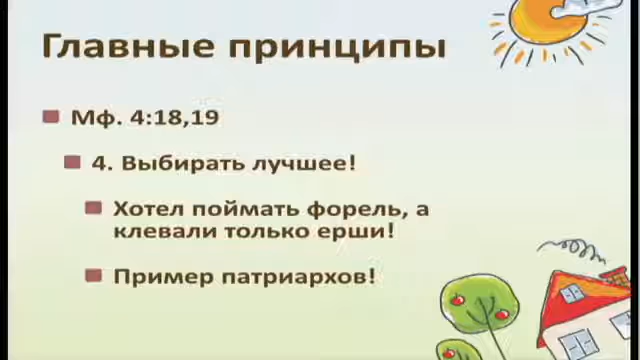 Главные принципы
Мф. 4:18,19
4. Выбирать лучшее!
Хотел поймать форель, а
клевали только ерши!
Пример патриархов!